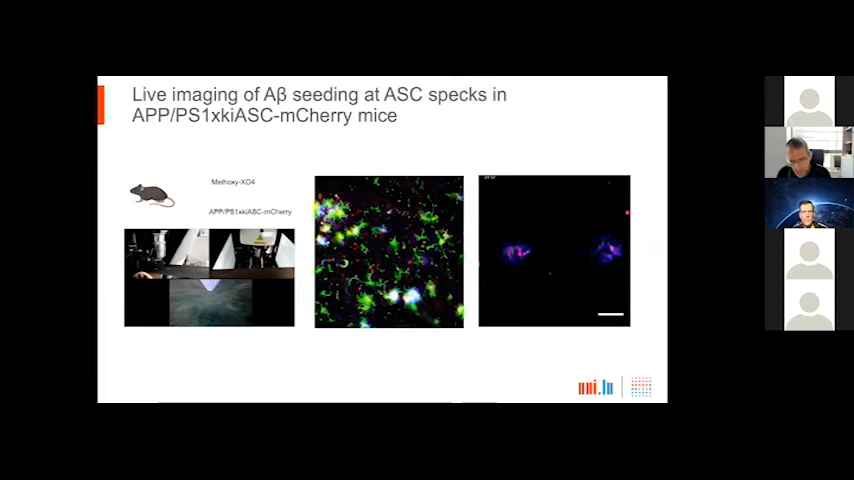 Live imaging of Aβ seeding at ASC specks in
APP/PS1xkiASC-mCherry mice
Methoxy-XO4
APP/PS1xkiASC-mCherry
uni.lu